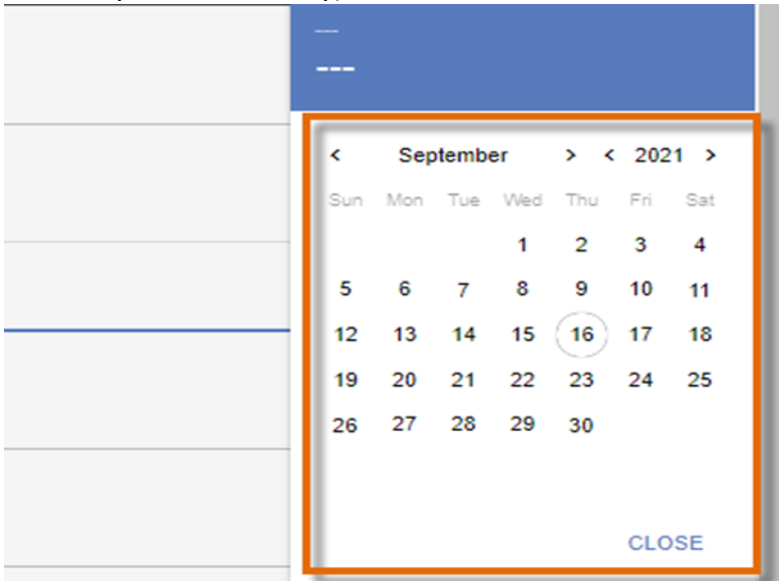 ---
---
< September > < 2021 >
Sun Mon Tue Wed Thu Fri Sat
1 2 3 4
5 6 7 8 9 10 11
12 13 14 15 16 17 18
19 20 21 22 23 24 25
26 27 28 29 30
CLOSE